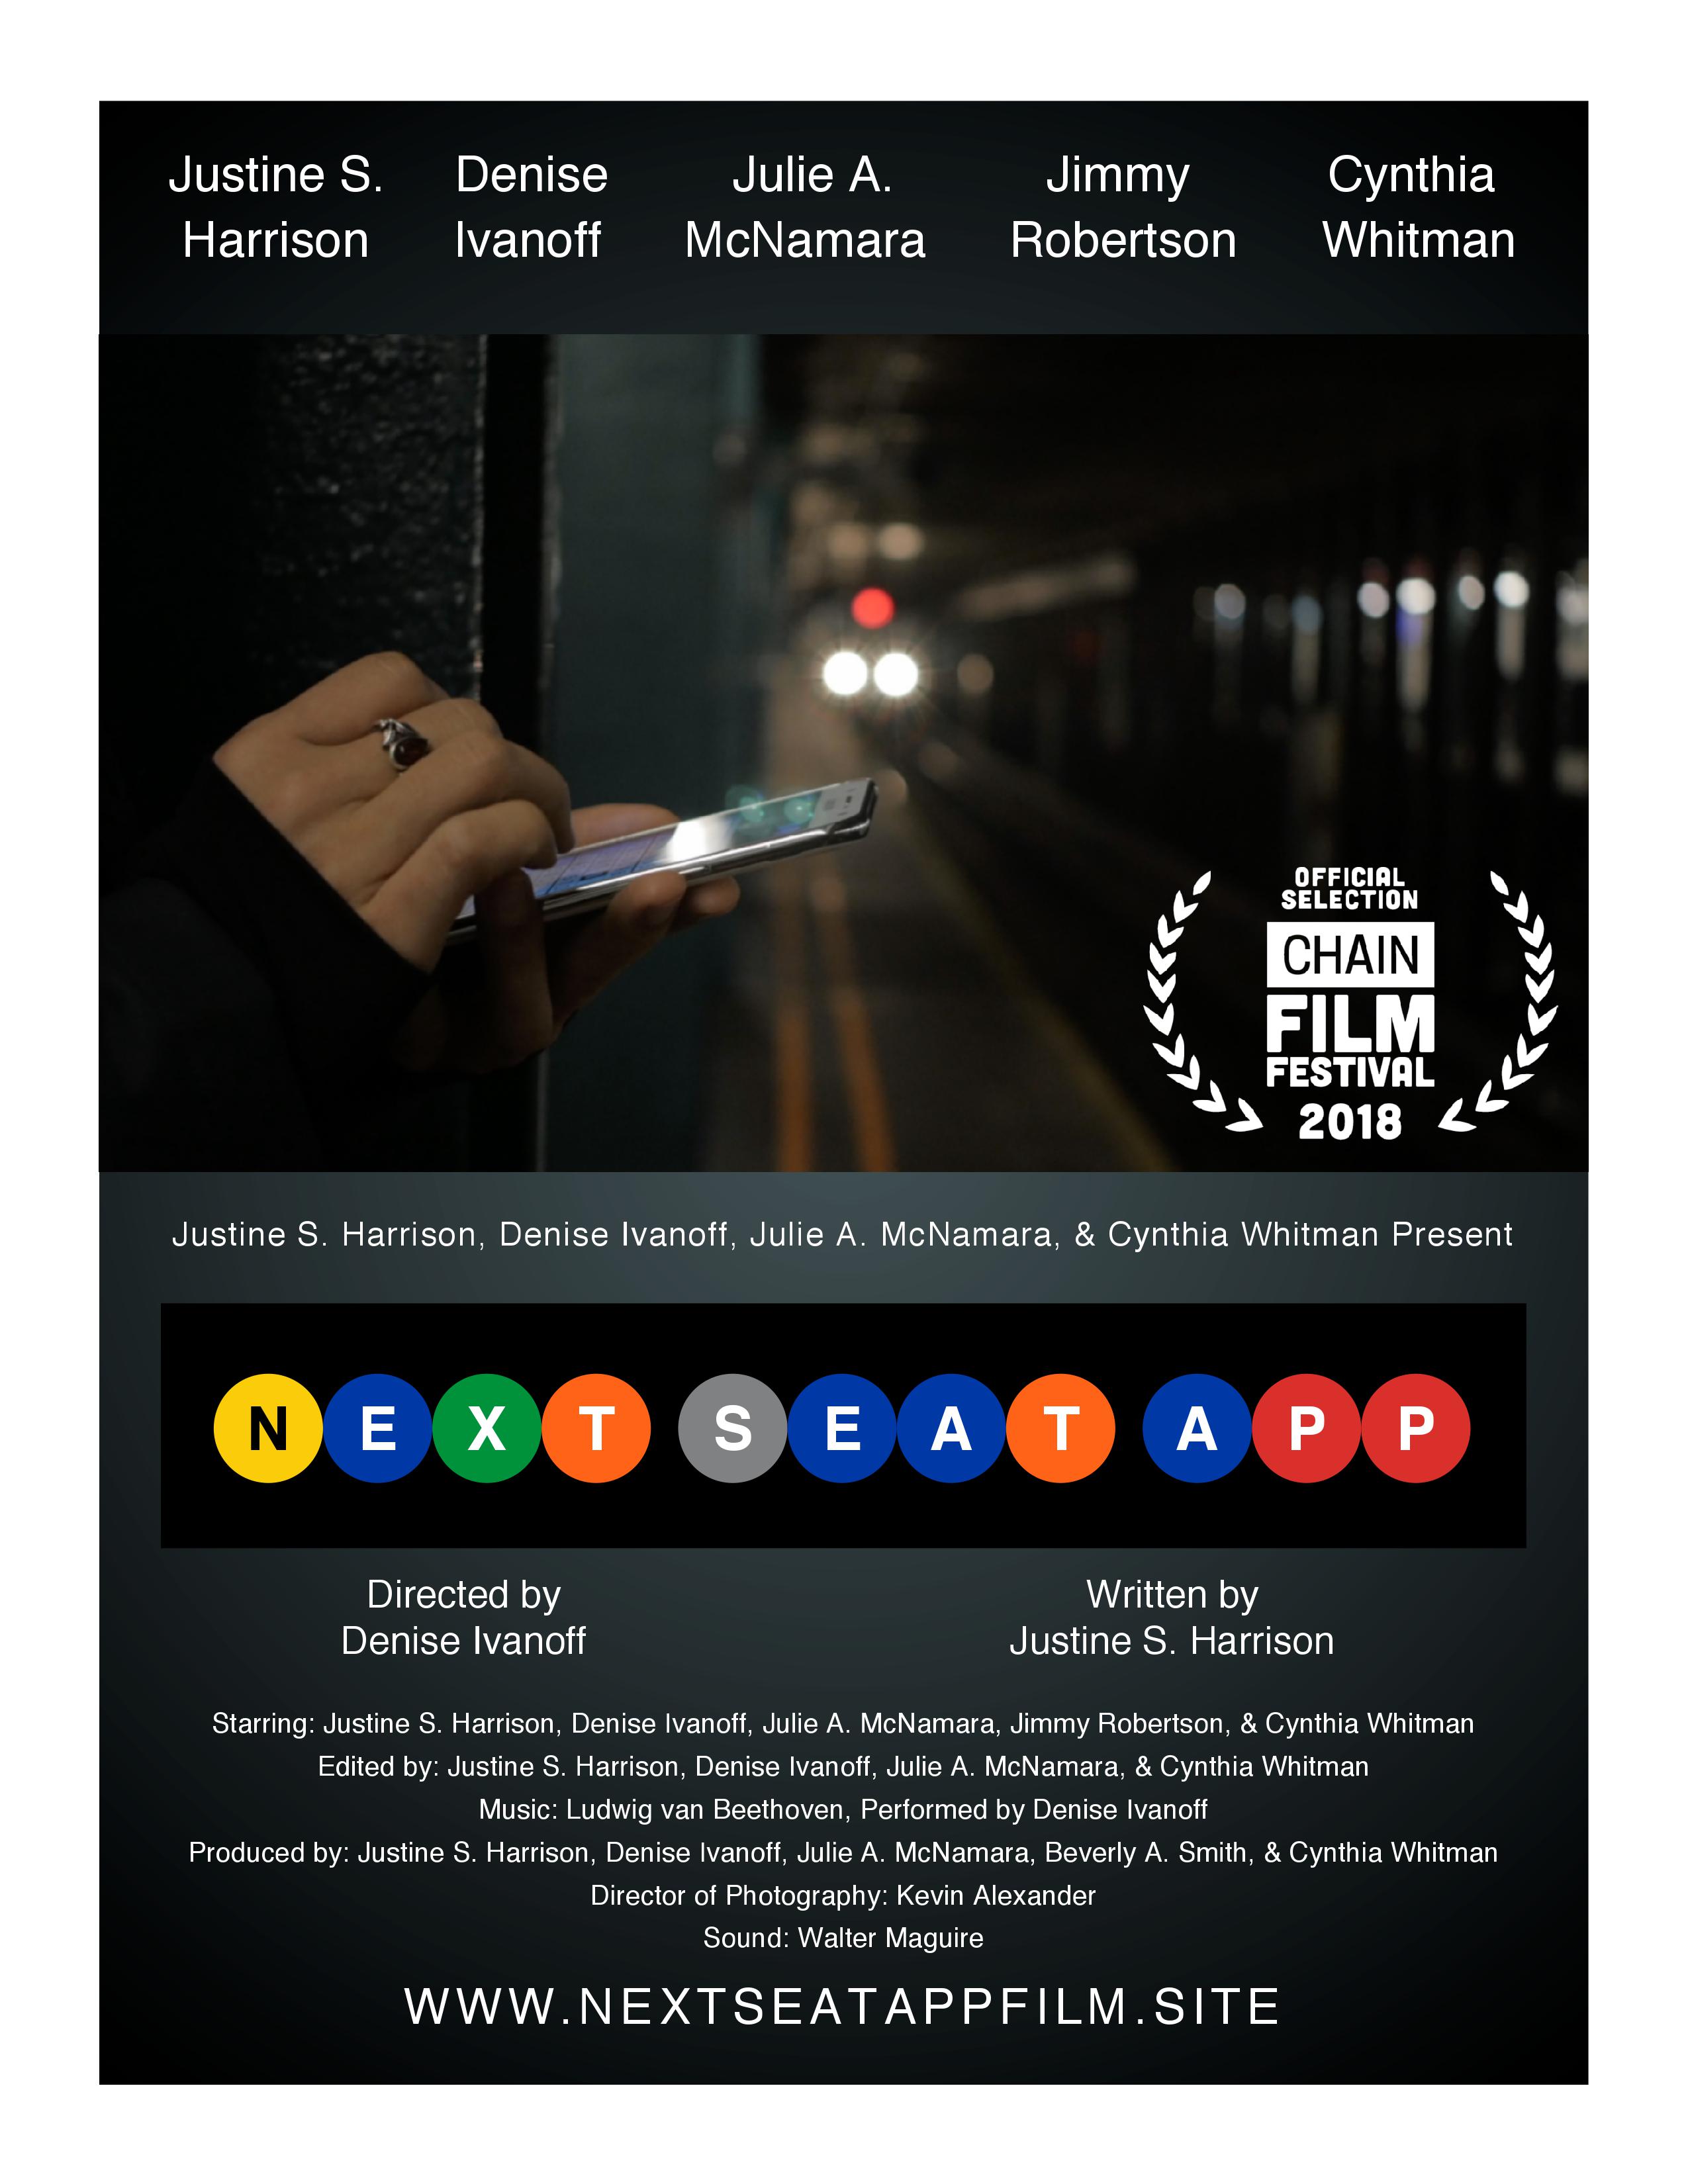 Justine S. Harrison
Denise Ivanoff
Julie A. McNamara
Jimmy Robertson
Cynthia Whitman
OFFICIAL
SELECTION
CHAIN
FILM
FESTIVAL
2018
Justine S. Harrison, Denise Ivanoff, Julie A. McNamara, & Cynthia Whitman Present
NEXT SEAT APP
Directed by
Denise Ivanoff
Written by
Justine S. Harrison
Starring: Justine S. Harrison, Denise Ivanoff, Julie A. McNamara, Jimmy Robertson, & Cynthia Whitman
Edited by: Justine S. Harrison, Denise Ivanoff, Julie A. McNamara, & Cynthia Whitman
Music: Ludwig van Beethoven, Performed by Denise Ivanoff
Produced by: Justine S. Harrison, Denise Ivanoff, Julie A. McNamara, Beverly A. Smith, & Cynthia Whitman
Director of Photography: Kevin Alexander
Sound: Walter Maguire
WWW.NEXTSEATAPPFILM.SITE